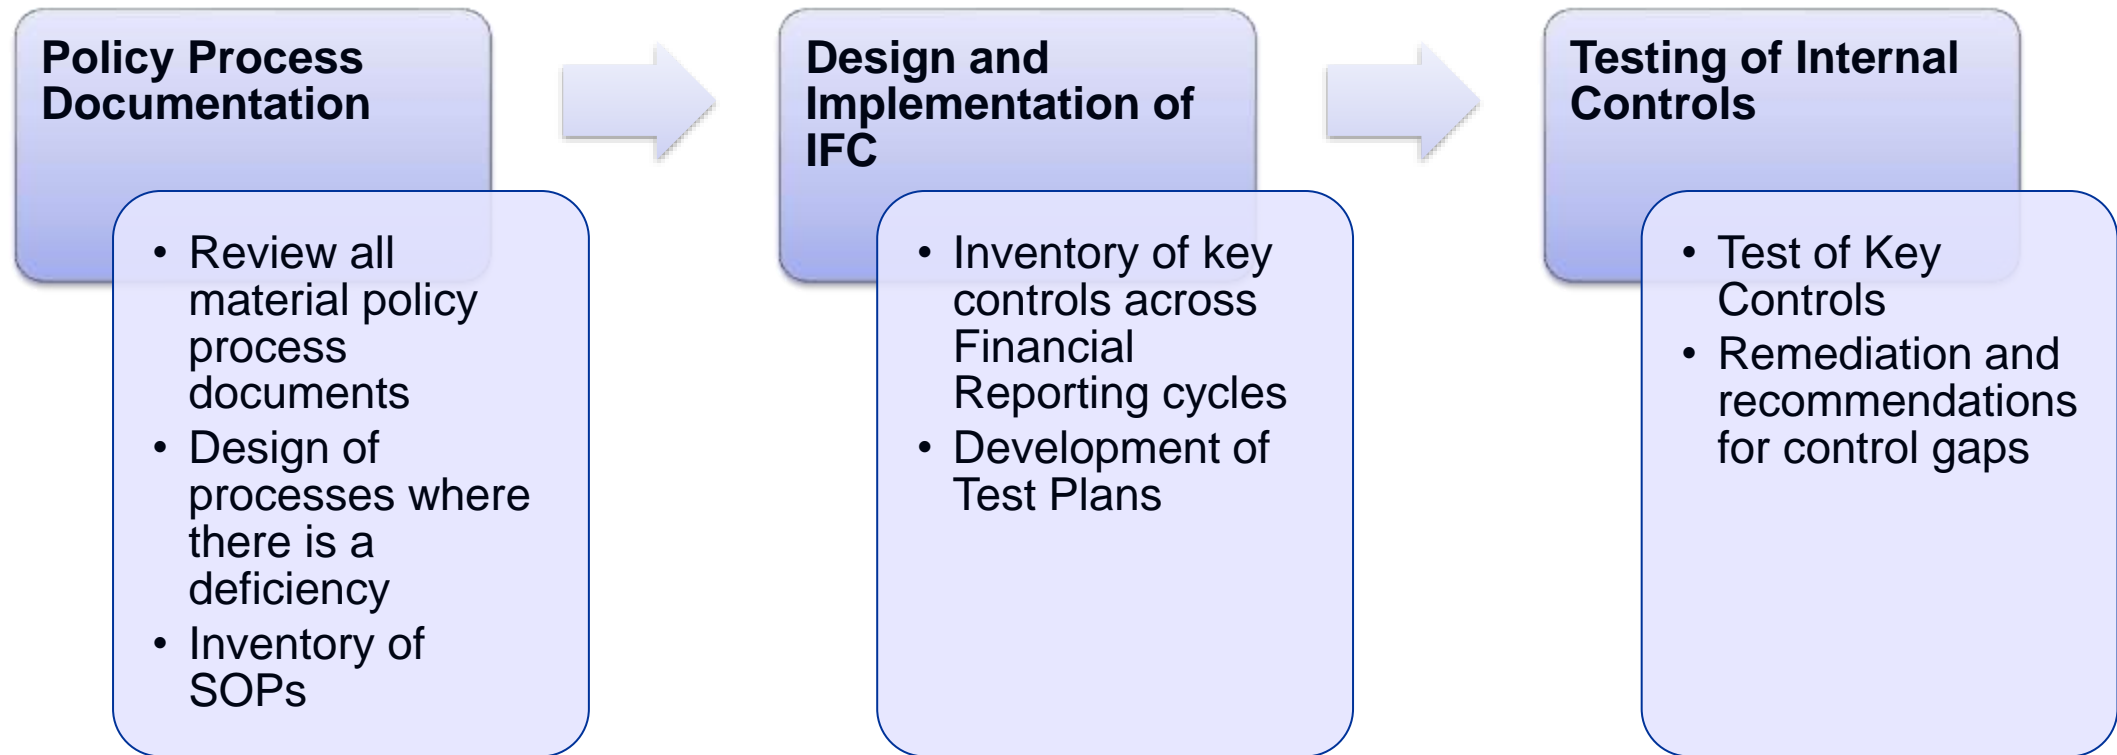 Policy Process
Documentation
• Review all
material policy
process
documents
• Design of
processes where
there is a
deficiency
• Inventory of
SOPs
Design and
Implementation of
IFC
• Inventory of key
controls across
Financial
Reporting cycles
• Development of
Test Plans
Testing of Internal
Controls
• Test of Key
Controls
• Remediation and
recommendations
for control gaps